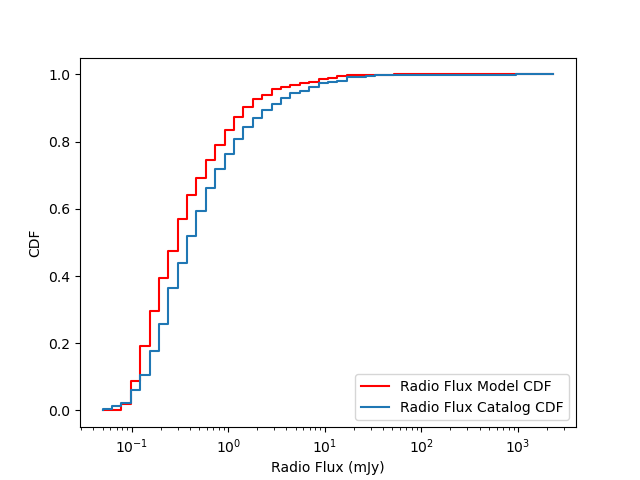 1.0
0.8
0.6
0.4
0.2
0.0
CDF
10⁻¹ 10⁰ 10¹ 10² 10³
Radio Flux (mJy)
Radio Flux Model CDF
Radio Flux Catalog CDF